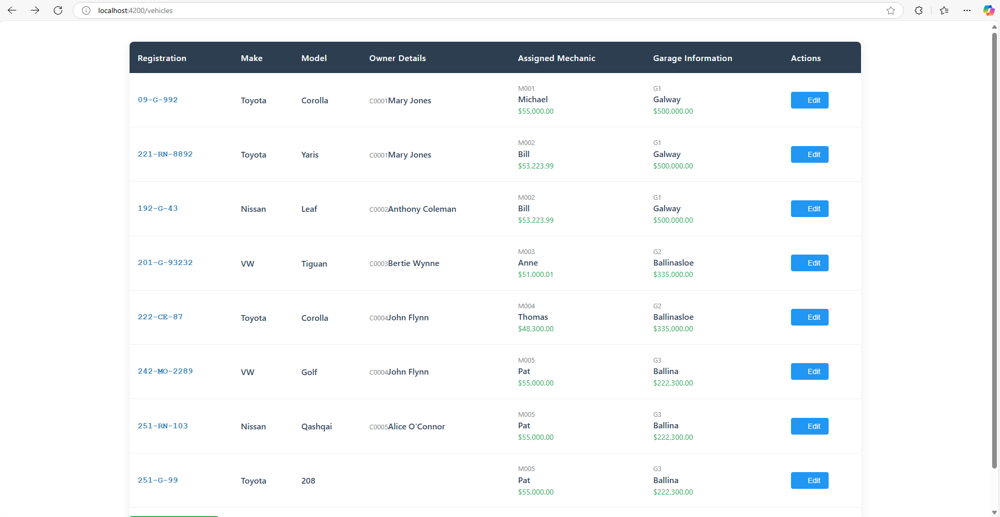 localhost:4200/vehicles
Registration Make Model Owner Details Assigned Mechanic Garage Information Actions
09-G-992 Toyota Corolla C0001Mary Jones M001 Michael $55,000.00 G1 Galway $500,000.00 Edit
221-RN-8892 Toyota Yaris C0001Mary Jones M002 Bill $53,223.99 G1 Galway $500,000.00 Edit
192-G-43 Nissan Leaf C0002Anthony Coleman M002 Bill $53,223.99 G1 Galway $500,000.00 Edit
201-G-93232 VW Tiguan C0003Bertie Wynne M003 Anne $51,000.01 G2 Ballinasloe $335,000.00 Edit
222-CE-87 Toyota Corolla C0004John Flynn M004 Thomas $48,300.00 G2 Ballinasloe $335,000.00 Edit
242-MO-2289 VW Golf C0004John Flynn M005 Pat $55,000.00 G3 Ballina $222,300.00 Edit
251-RN-103 Nissan Qashqai C0005Alice O'Connor M005 Pat $55,000.00 G3 Ballina $222,300.00 Edit
251-G-99 Toyota 208 M005 Pat $55,000.00 G3 Ballina $222,300.00 Edit